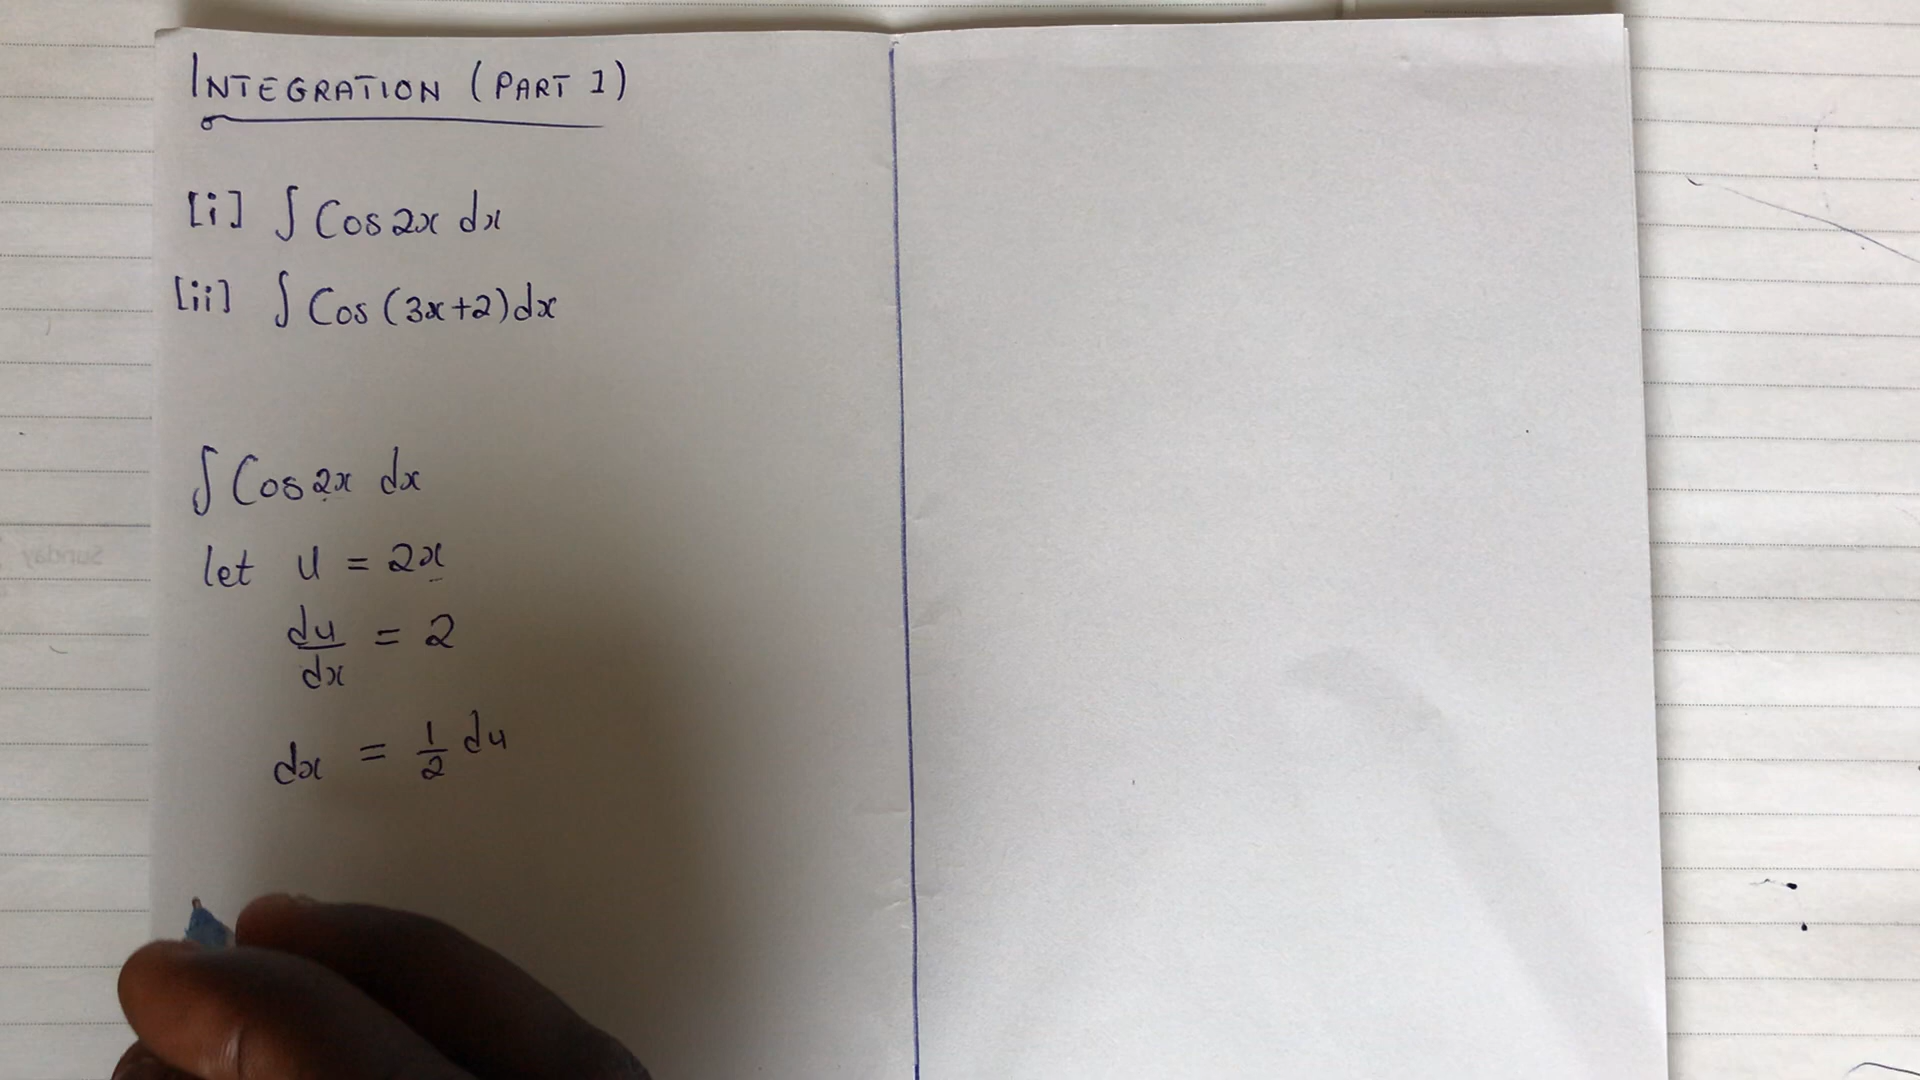 INTEGRATION (PART 1)
[i] ∫ Cos 2x dx
[ii] ∫ Cos (3x+2) dx
∫ Cos 2x dx
let u = 2x
du/dx = 2
dx = 1/2 du
Sunday